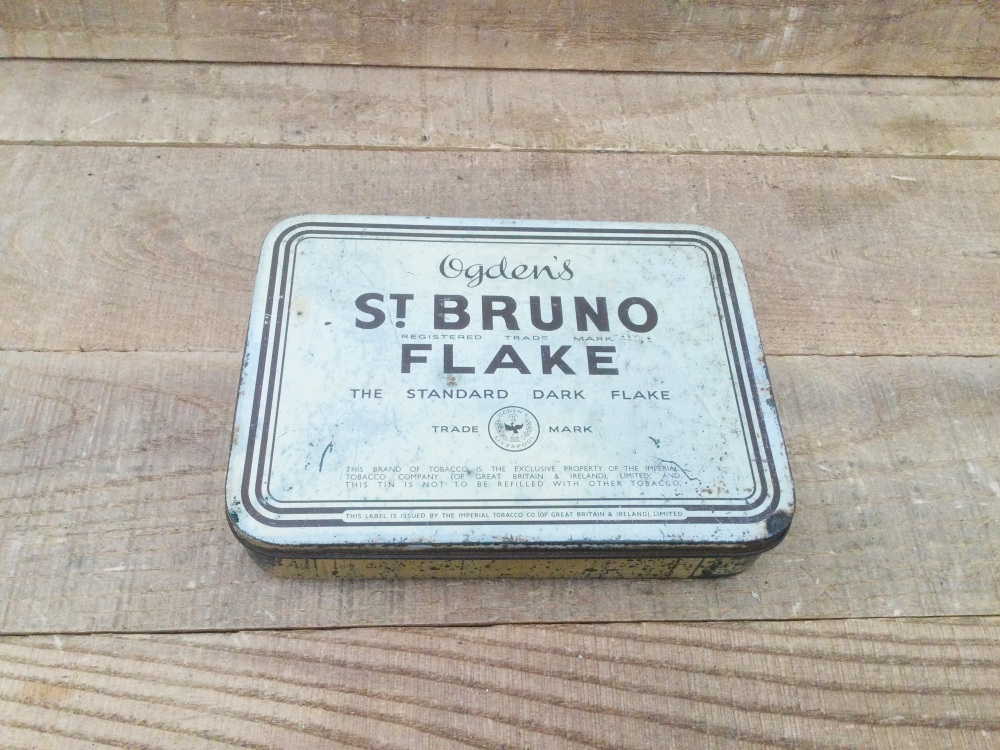 Ogden's
ST. BRUNO
REGISTERED TRADE MARK
FLAKE
THE STANDARD DARK FLAKE
OGDEN'S
TRADE MARK
LIVERPOOL
THIS BRAND OF TOBACCO IS THE EXCLUSIVE PROPERTY OF THE IMPERIAL
TOBACCO COMPANY (OF GREAT BRITAIN & IRELAND), LIMITED, AND
THIS TIN IS NOT TO BE REFILLED WITH OTHER TOBACCO.
THIS LABEL IS ISSUED BY THE IMPERIAL TOBACCO CO (OF GREAT BRITAIN & IRELAND), LIMITED.